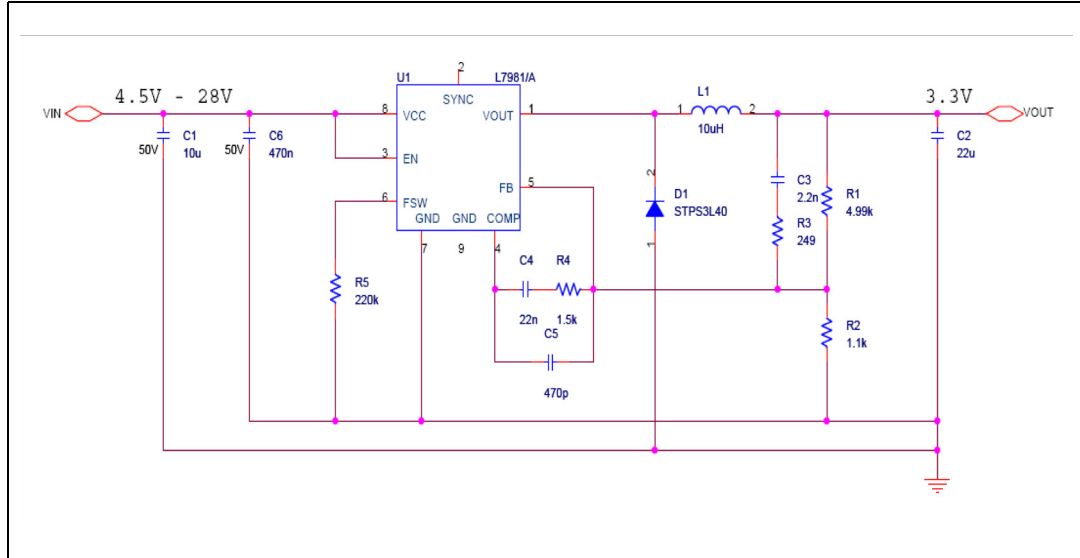 2
U1
L7981/A
SYNC
4.5V - 28V
VIN
8
VCC
VOUT
1
L1
1
2
10uH
3.3V
VOUT
C1
10u
50V
C6
470n
50V
3
EN
C2
22u
FB
5
6
FSW
GND
GND
COMP
7
9
4
2
D1
STPS3L40
1
C3
2.2n
R1
4.99k
R3
249
R5
220k
C4
R4
22n
1.5k
C5
470p
R2
1.1k